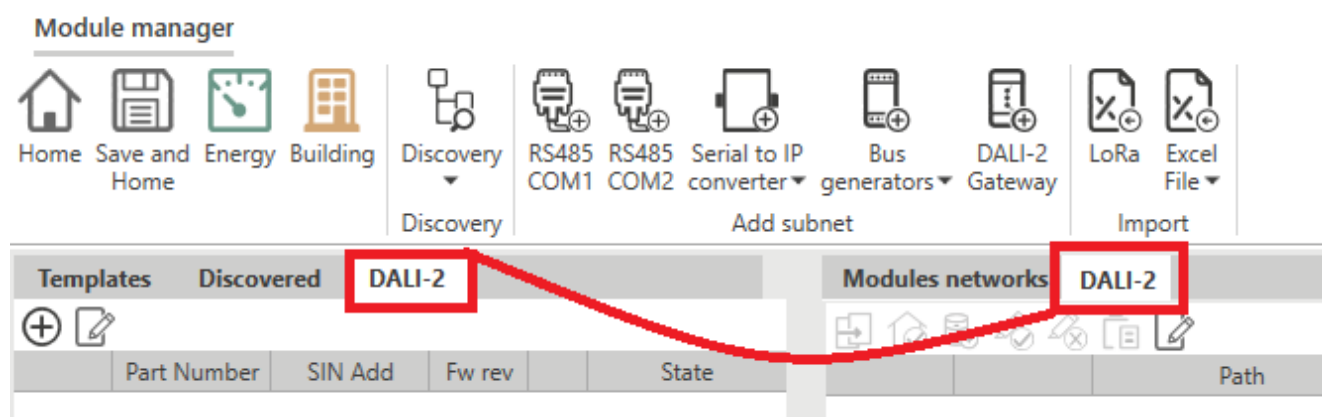 Module manager
Home Save and Energy Building Discovery RS485 RS485 Serial to IP Bus DALI-2 LoRa Excel
Home COM1 COM2 converter generators Gateway File
Discovery Add subnet Import
Templates Discovered DALI-2 Modules networks DALI-2
Part Number SIN Add Fw rev State Path